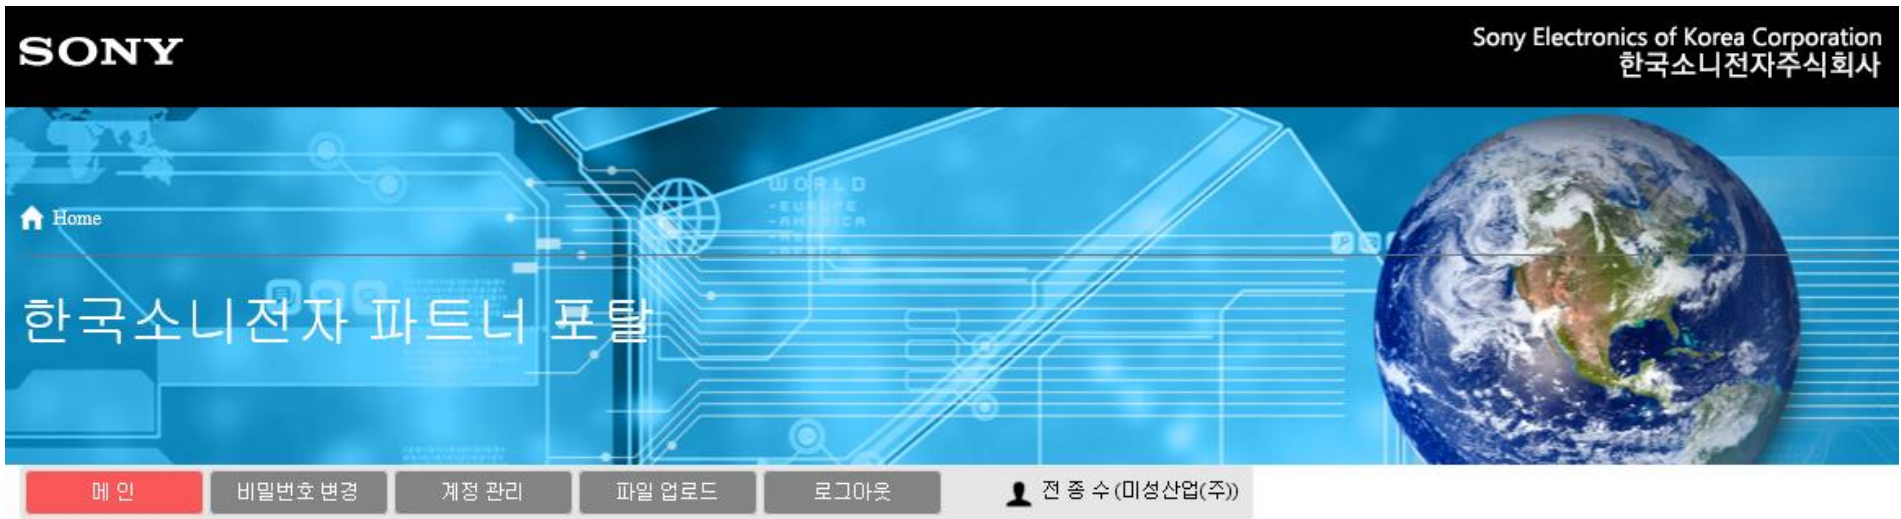 SONY
Sony Electronics of Korea Corporation
한국소니전자주식회사
WORLD
-EUROPE
-AMERICA
Home
한국소니전자 파트너 포탈
메 인
비밀번호 변경
계정 관리
파일 업로드
로그아웃
전 종 수 (미성산업(주))